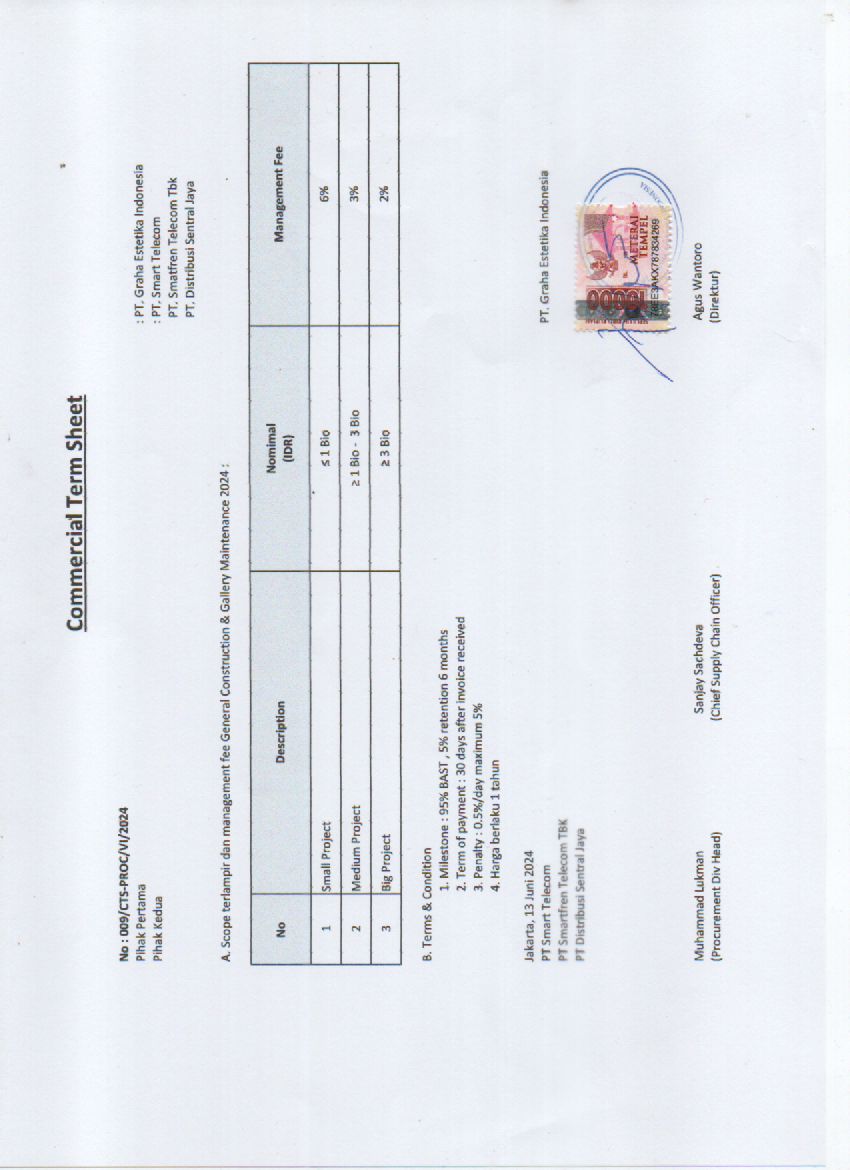 Commercial Term Sheet
No : 009/CTS-PROC/VI/2024
Pihak Pertama : PT. Graha Estetika Indonesia
Pihak Kedua : PT. Smart Telecom
PT. Smatfren Telecom Tbk
PT. Distribusi Sentral Jaya
A. Scope terlampir dan management fee General Construction & Gallery Maintenance 2024 :
No Description Nomimal (IDR) Management Fee
1 Small Project ≤ 1 Bio 6%
2 Medium Project ≥ 1 Bio - 3 Bio 3%
3 Big Project ≥ 3 Bio 2%
B. Terms & Condition
1. Milestone : 95% BAST , 5% retention 6 months
2. Term of payment : 30 days after invoice received
3. Penalty : 0.5%/day maximum 5%
4. Harga berlaku 1 tahun
Jakarta, 13 Juni 2024
PT Smart Telecom PT. Graha Estetika Indonesia
PT Smartfren Telecom TBK
PT Distribusi Sentral Jaya
10000
METERAI
TEMPEL
Muhammad Lukman Sanjay Sachdeva Agus Wantoro
(Procurement Div Head) (Chief Supply Chain Officer) (Direktur)